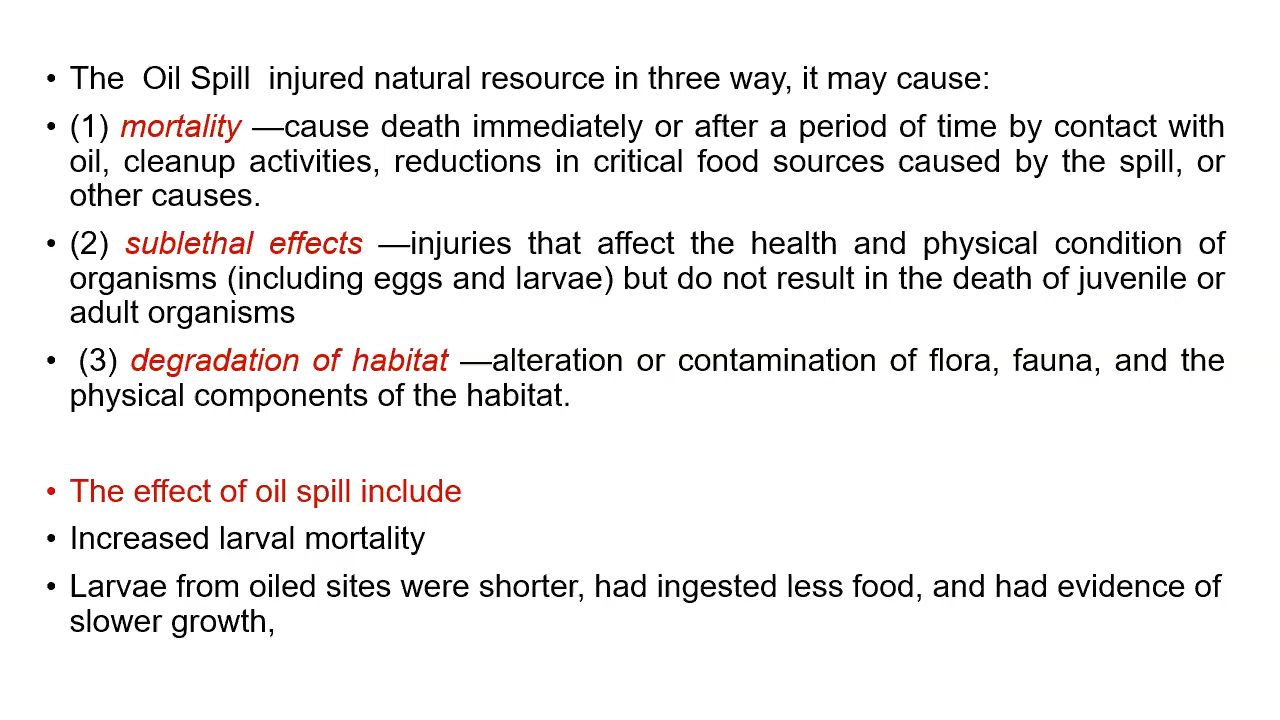 • The  Oil Spill  injured natural resource in three way, it may cause:
• (1) mortality —cause death immediately or after a period of time by contact with
oil, cleanup activities, reductions in critical food sources caused by the spill, or
other causes.
• (2) sublethal effects —injuries that affect the health and physical condition of
organisms (including eggs and larvae) but do not result in the death of juvenile or
adult organisms
•  (3) degradation of habitat —alteration or contamination of flora, fauna, and the
physical components of the habitat.
• The effect of oil spill include
• Increased larval mortality
• Larvae from oiled sites were shorter, had ingested less food, and had evidence of
slower growth,